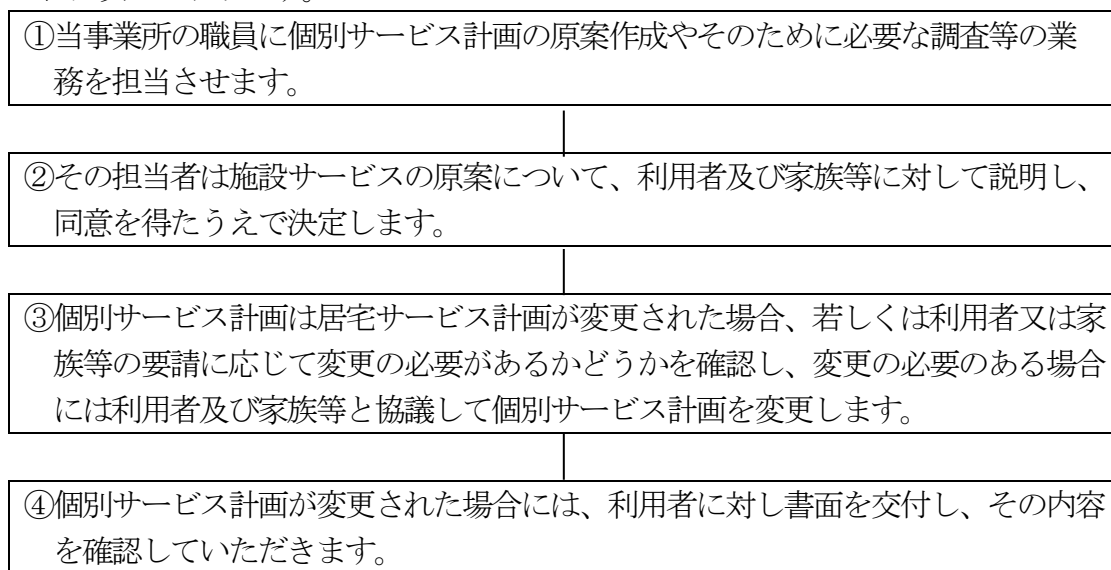 ①当事業所の職員に個別サービス計画の原案作成やそのために必要な調査等の業
務を担当させます。
②その担当者は施設サービスの原案について、利用者及び家族等に対して説明し、
同意を得たうえで決定します。
③個別サービス計画は居宅サービス計画が変更された場合、若しくは利用者又は家
族等の要請に応じて変更の必要があるかどうかを確認し、変更の必要のある場合
には利用者及び家族等と協議して個別サービス計画を変更します。
④個別サービス計画が変更された場合には、利用者に対し書面を交付し、その内容
を確認していただきます。